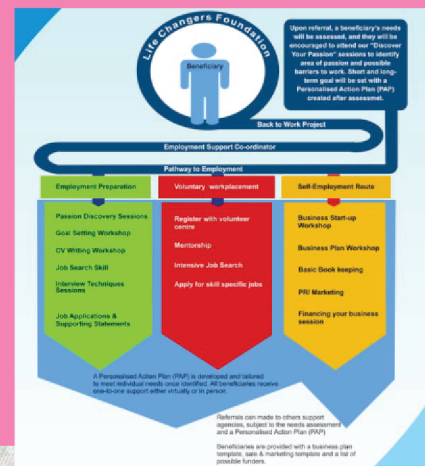 Life Changers Foundation
Beneficiary
Upon referral, a beneficiary's needs
will be assessed, and they will be
encouraged to attend our "Discover
Your Passion" sessions to identify
area of passion and possible
barriers to work. Short and long-
term goal will be set with a
Personalised Action Plan (PAP)
created after assessmet.
Back to Work Project
Employment Support Co-ordinator
Pathway to Employment
Employment Preparation
Passion Discovery Sessions
Goal Setting Workshop
CV Writing Workshop
Job Search Skill
Interview Techniques
Sessions
Job Applications &
Supporting Statements
Voluntary workplacement
Register with volunteer
centre
Mentorship
Intensive Job Search
Apply for skill specific jobs
Self-Employment Route
Business Start-up
Workshop
Business Plan Workshop
Basic Book keeping
PR/ Marketing
Financing your business
session
A Personalised Action Plan (PAP) is developed and tailored
to meet individual needs once identified. All beneficiaries receive
one-to-one support either virtually or in person.
Referrals can made to others support
agencies, subject to the needs assessment
and a Personalised Action Plan (PAP)
Beneficiaries are provided with a business plan
template, sale & marketing template and a list of
possible funders.